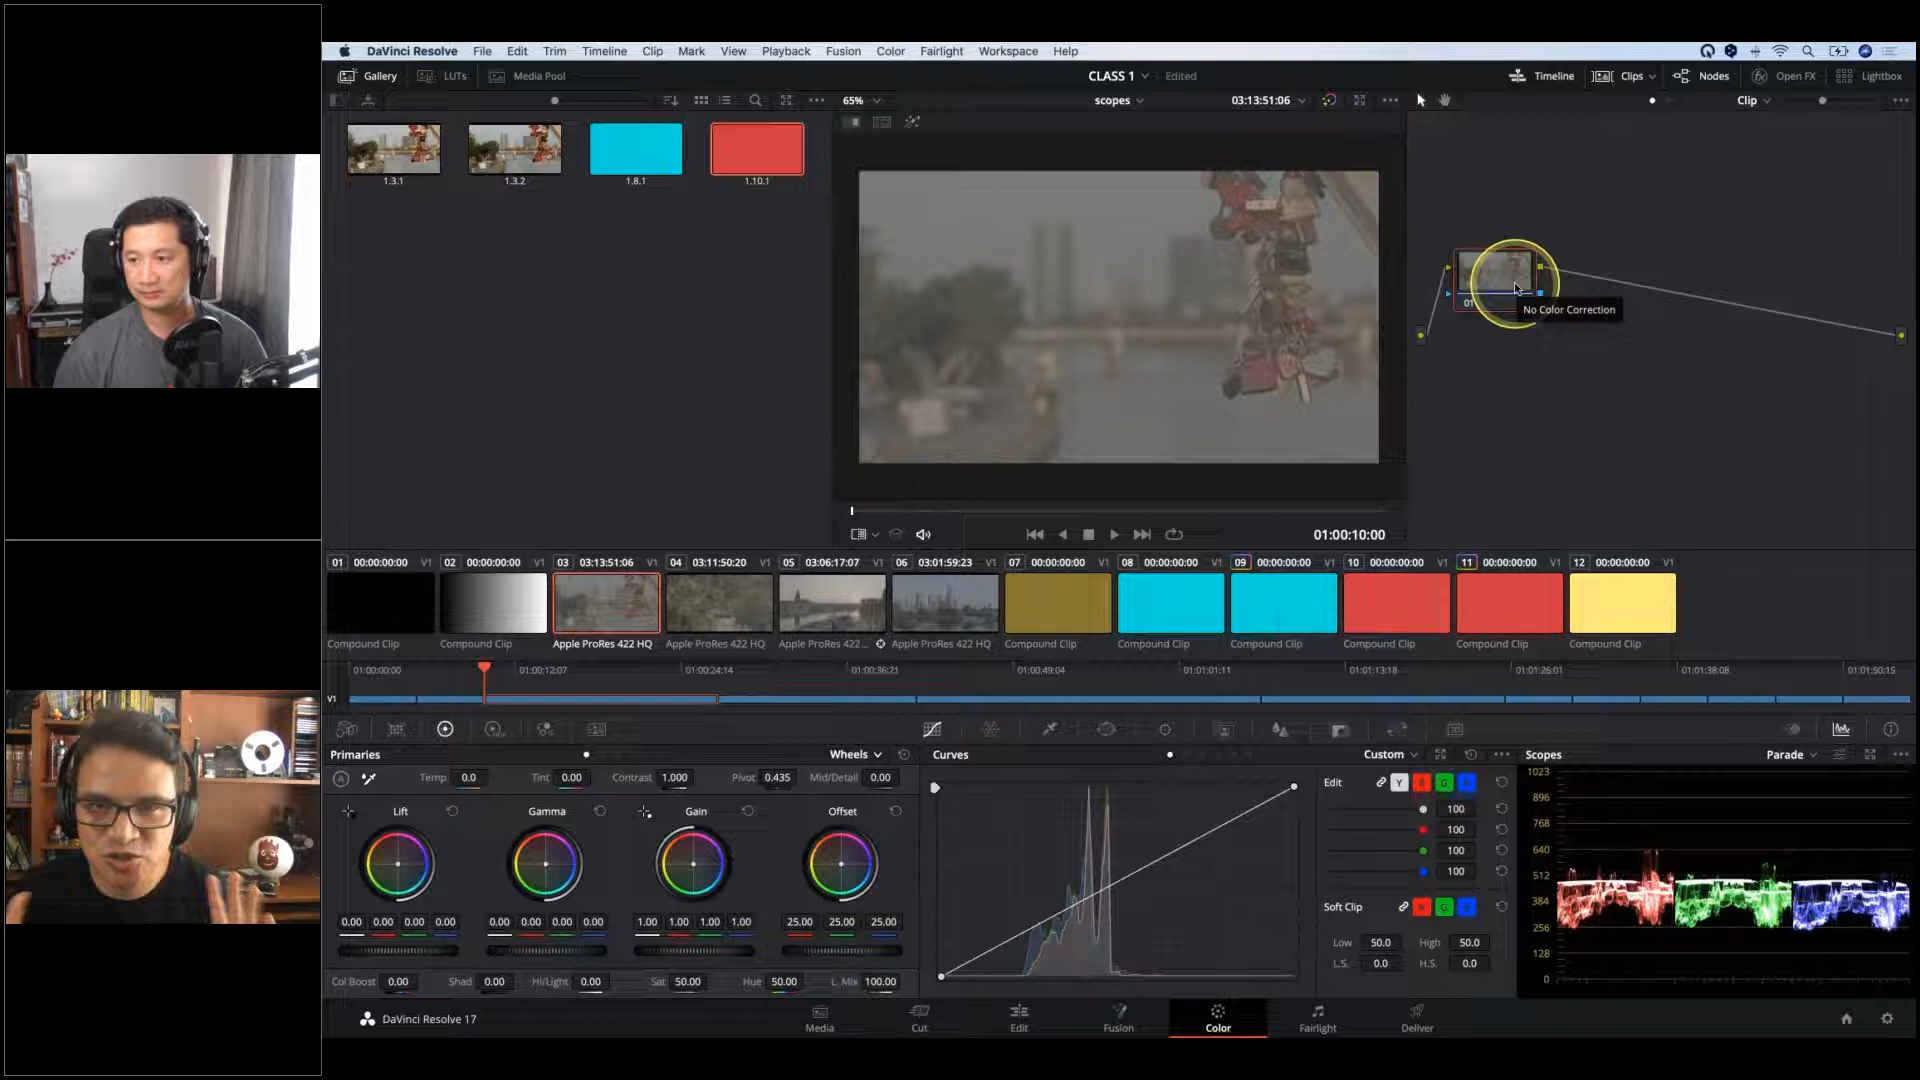 DaVinci Resolve File Edit Trim Timeline Clip Mark View Playback Fusion Color Fairlight Workspace Help
Gallery LUTs Media Pool CLASS 1 Edited Timeline Clips Nodes Open FX Lightbox
65% scopes 03:13:51:06 Clip
1.3.1 1.3.2 1.8.1 1.10.1
01
No Color Correction
01:00:10:00
01 00:00:00:00 V1 02 00:00:00:00 V1 03 03:13:51:06 V1 04 03:11:50:20 V1 05 03:06:17:07 V1 06 03:01:59:23 V1 07 00:00:00:00 V1 08 00:00:00:00 V1 09 00:00:00:00 V1 10 00:00:00:00 V1 11 00:00:00:00 V1 12 00:00:00:00 V1
Compound Clip Compound Clip Apple ProRes 422 HQ Apple ProRes 422 HQ Apple ProRes 422... Apple ProRes 422 HQ Compound Clip Compound Clip Compound Clip Compound Clip Compound Clip Compound Clip
01:00:00:00 01:00:12:07 01:00:24:14 01:00:36:21 01:00:49:04 01:01:01:11 01:01:13:18 01:01:26:01 01:01:38:08 01:01:50:15
V1
Primaries Wheels Curves Custom Scopes Parade
A Temp 0.0 Tint 0.00 Contrast 1.000 Pivot 0.435 Mid/Detail 0.00
Lift Gamma Gain Offset
0.00 0.00 0.00 0.00 0.00 0.00 0.00 0.00 1.00 1.00 1.00 1.00 25.00 25.00 25.00
Col Boost 0.00 Shad 0.00 Hi/Light 0.00 Sat 50.00 Hue 50.00 L. Mix 100.00
Edit Y R G B
100
100
100
100
Soft Clip R G B
Low 50.0 High 50.0
L.S. 0.0 H.S. 0.0
1023
896
768
640
512
384
256
128
0
DaVinci Resolve 17 Media Cut Edit Fusion Color Fairlight Deliver